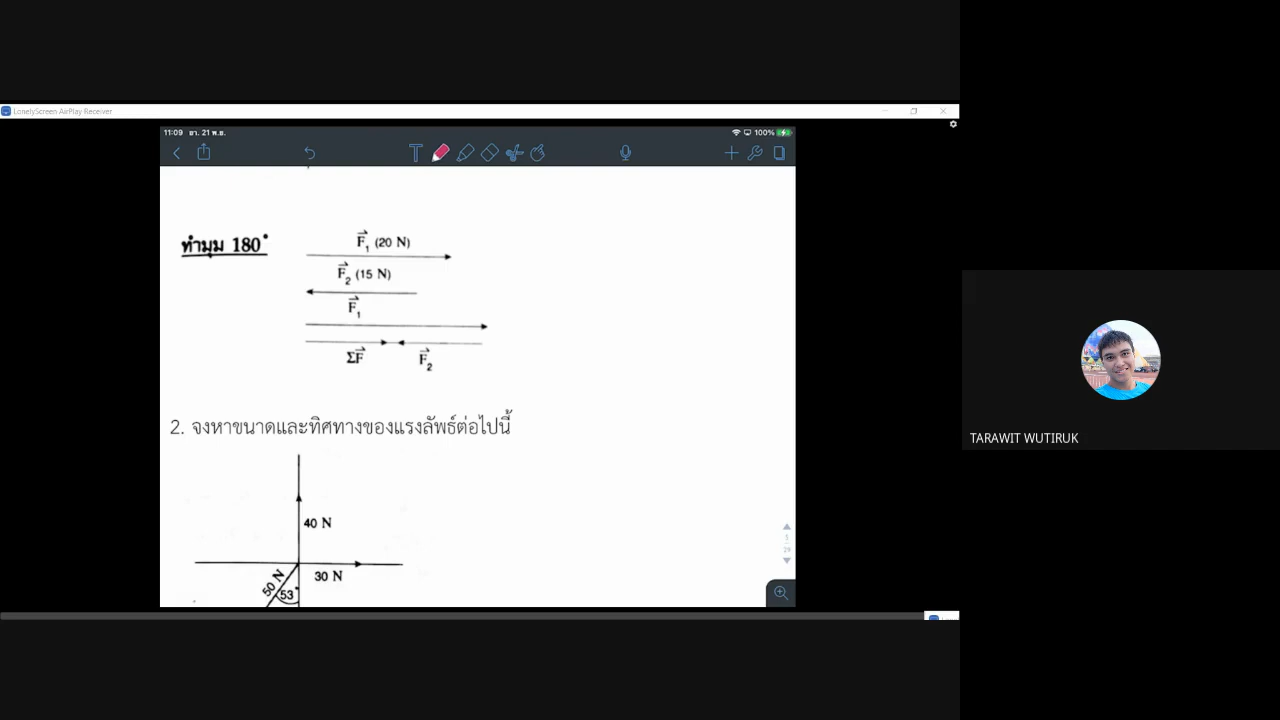 LonelyScreen AirPlay Receiver
11:09 อา. 21 พ.ย.
100%
T
ทำมุม 180°
F₁ (20 N)
F₂ (15 N)
F₁
ΣF F₂
2. จงหาขนาดและทิศทางของแรงลัพธ์ต่อไปนี้
40 N
30 N
50 N
53°
TARAWIT WUTIRUK